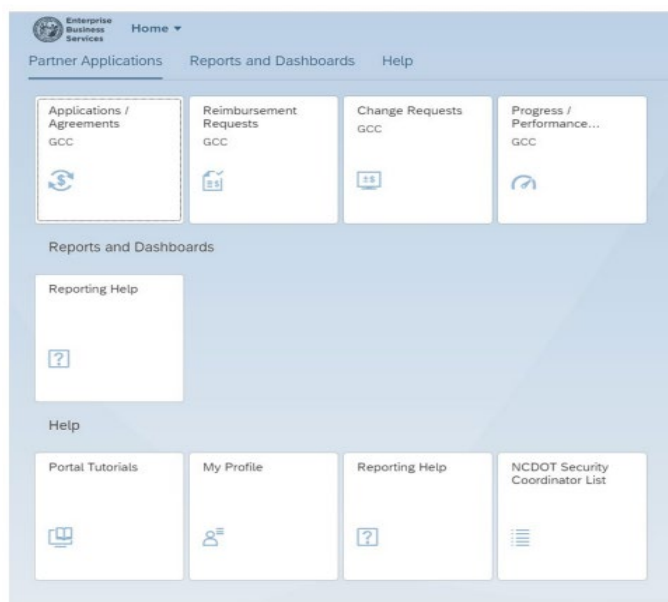 Enterprise
Business
Services
Home
Partner Applications Reports and Dashboards Help
Applications /
Agreements
GCC
Reimbursement
Requests
GCC
Change Requests
GCC
Progress /
Performance...
GCC
Reports and Dashboards
Reporting Help
Help
Portal Tutorials
My Profile
Reporting Help
NCDOT Security
Coordinator List